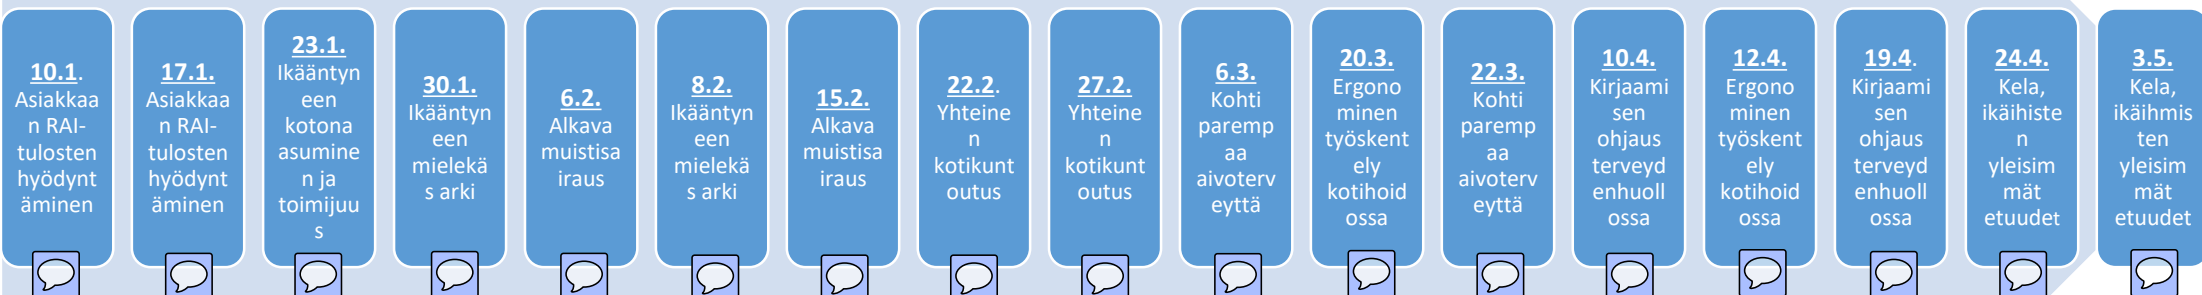 10.1.
Asiakkaa
n RAI-
tulosten
hyödynt
äminen
17.1.
Asiakkaa
n RAI-
tulosten
hyödynt
äminen
23.1.
Ikääntyn
een
kotona
asumine
n ja
toimijuu
s
30.1.
Ikääntyn
een
mielekä
s arki
6.2.
Alkava
muistisa
iraus
8.2.
Ikääntyn
een
mielekä
s arki
15.2.
Alkava
muistisa
iraus
22.2.
Yhteine
n
kotikunt
outus
27.2.
Yhteine
n
kotikunt
outus
6.3.
Kohti
paremp
aa
aivoterv
eyttä
20.3.
Ergono
minen
työskent
ely
kotihoid
ossa
22.3.
Kohti
paremp
aa
aivoterv
eyttä
10.4.
Kirjaami
sen
ohjaus
terveyd
enhuoll
ossa
12.4.
Ergono
minen
työskent
ely
kotihoid
ossa
19.4.
Kirjaami
sen
ohjaus
terveyd
enhuoll
ossa
24.4.
Kela,
ikäihiste
n
yleisim
mät
etuudet
3.5.
Kela,
ikäihmis
ten
yleisim
mät
etuudet